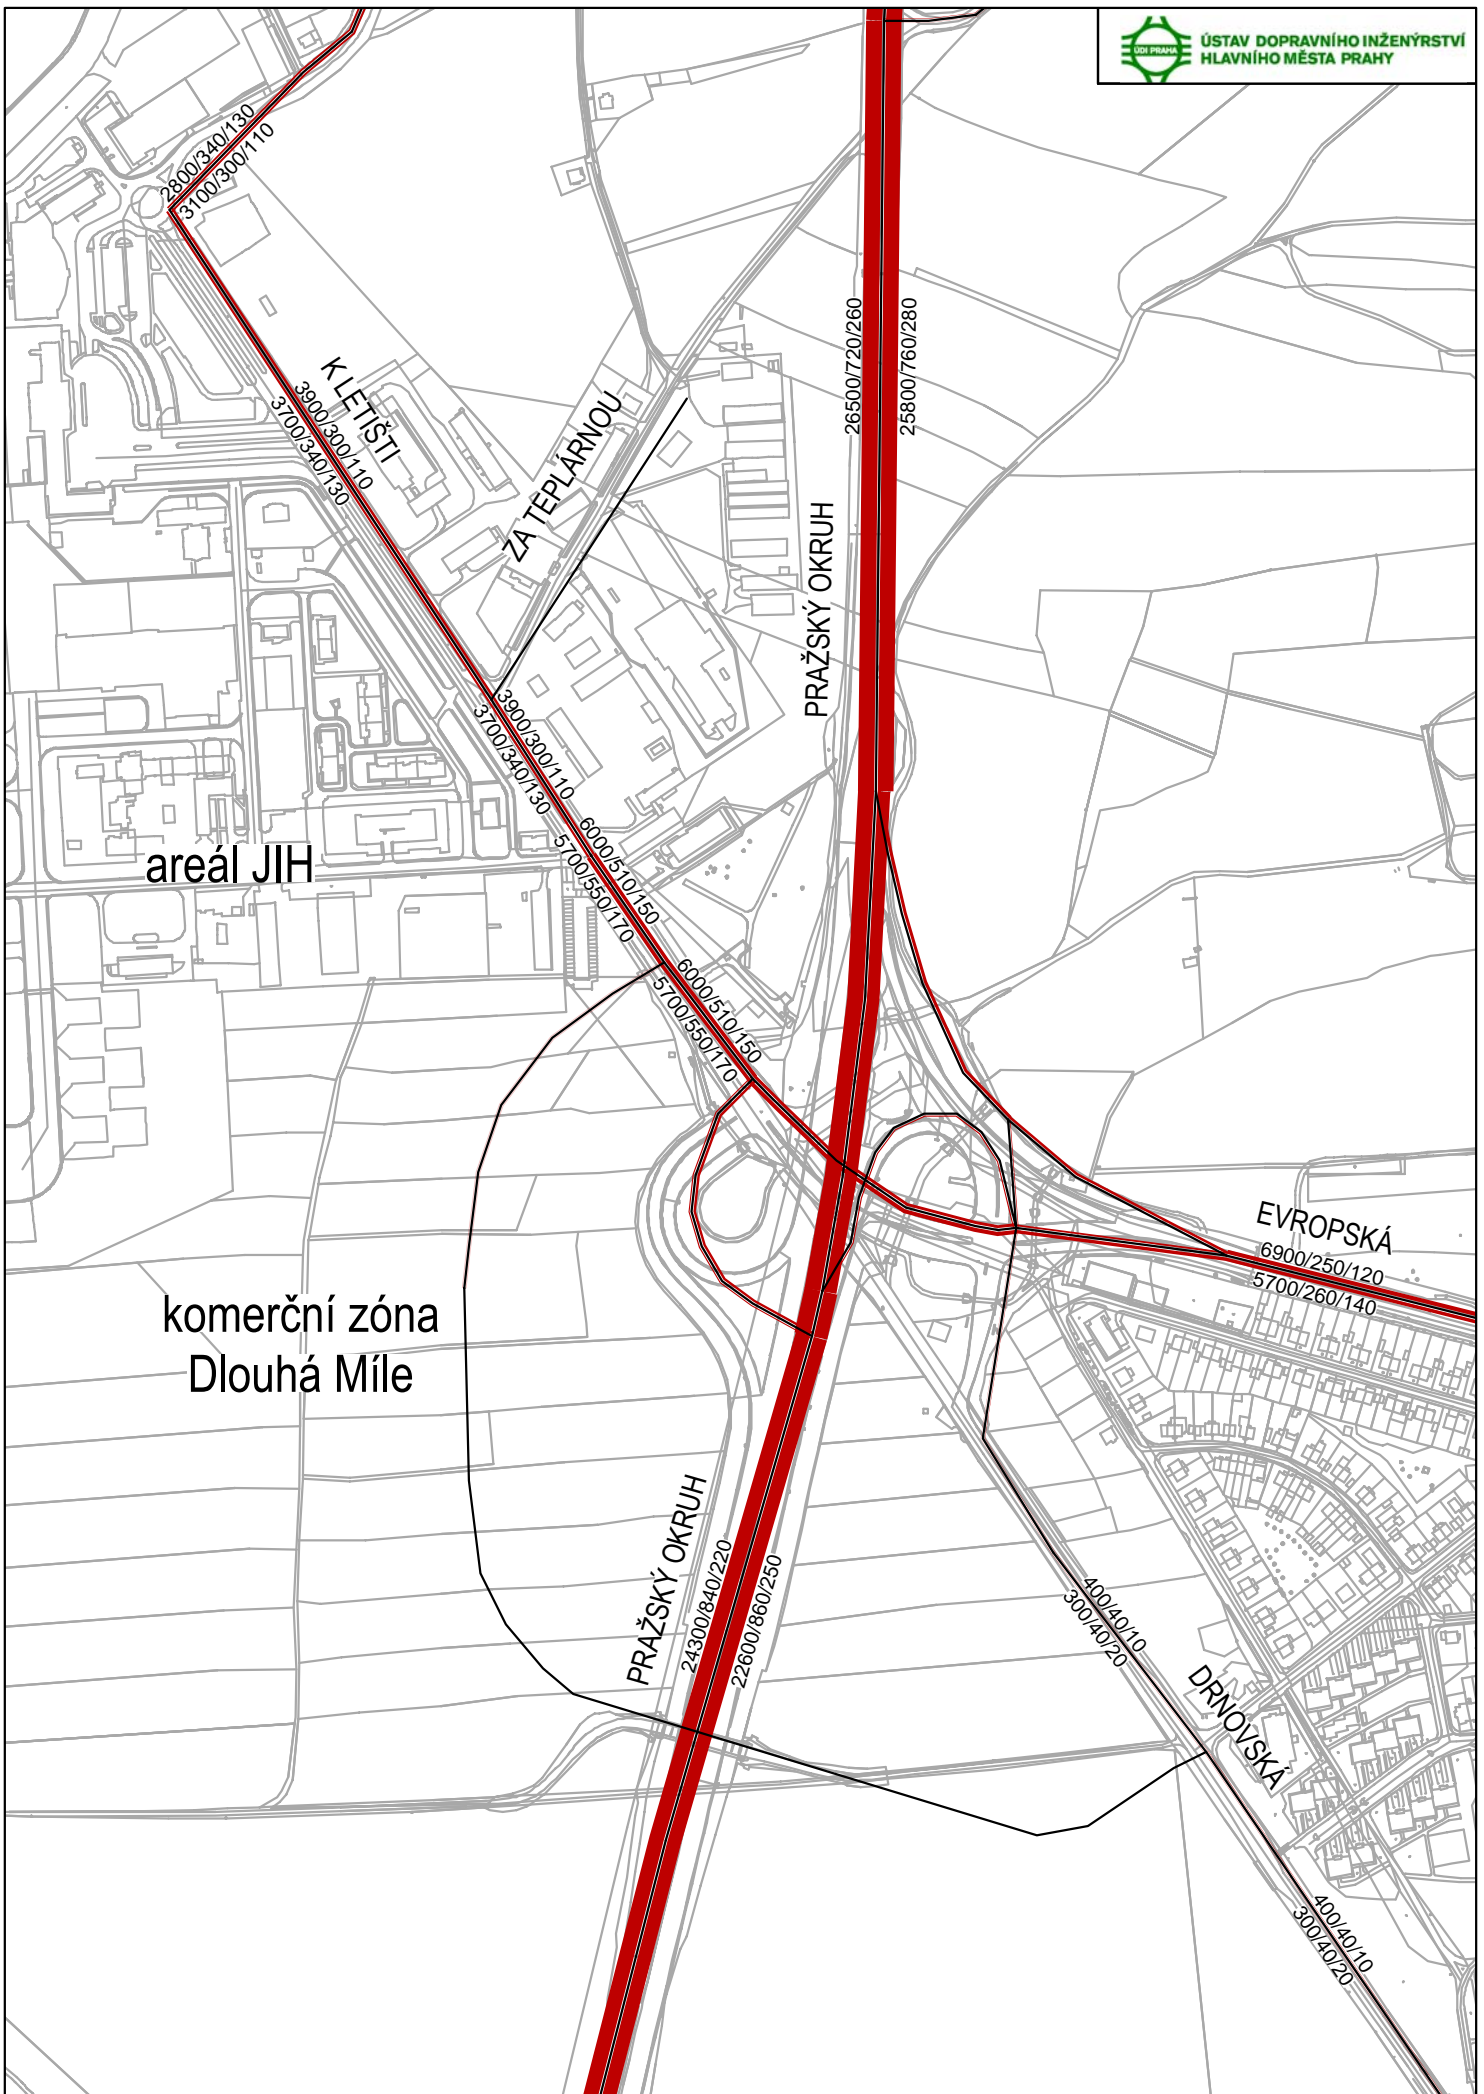 ÚDI PRAHA
ÚSTAV DOPRAVNÍHO INŽENÝRSTVÍ
HLAVNÍHO MĚSTA PRAHY
2800/340/130
3100/300/110
26500/720/260
25800/760/280
K LETIŠTI
3900/300/110
3700/340/130
ZA TEPLÁRNOU
PRAŽSKÝ OKRUH
3900/300/110
3700/340/130
6000/510/150
5700/550/170
areál JIH
6000/510/150
5700/550/170
EVROPSKÁ
6900/250/120
5700/260/140
komerční zóna
Dlouhá Míle
PRAŽSKÝ OKRUH
24300/840/220
22600/860/250
400/40/10
300/40/20
DRNOVSKÁ
400/40/10
300/40/20